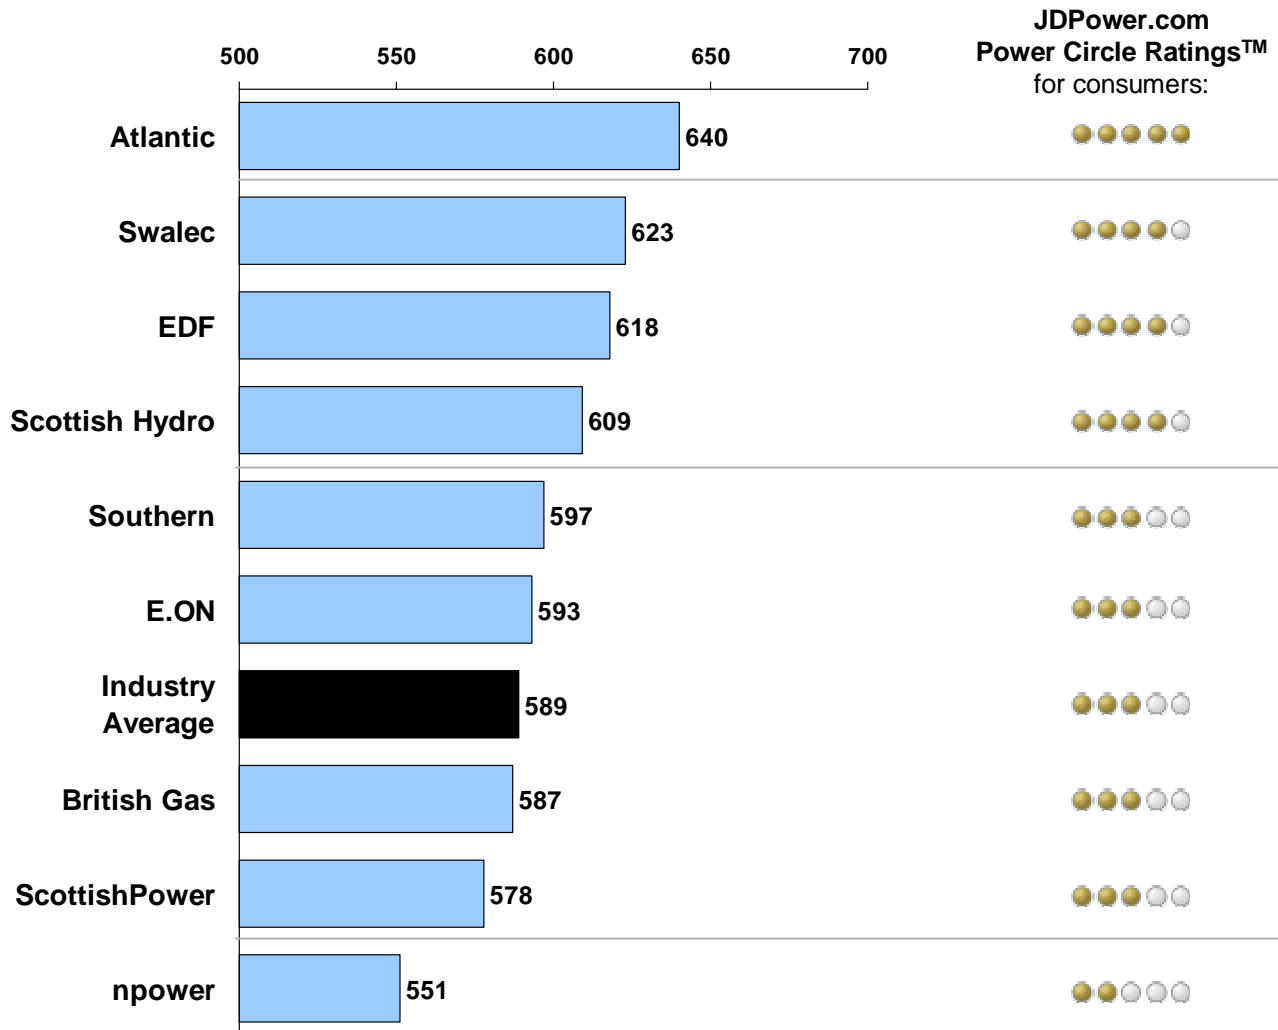 JDPower.com
Power Circle Ratings™
for consumers:
500 550 600 650 700
Atlantic 640
Swalec 623
EDF 618
Scottish Hydro 609
Southern 597
E.ON 593
Industry
Average 589
British Gas 587
ScottishPower 578
npower 551